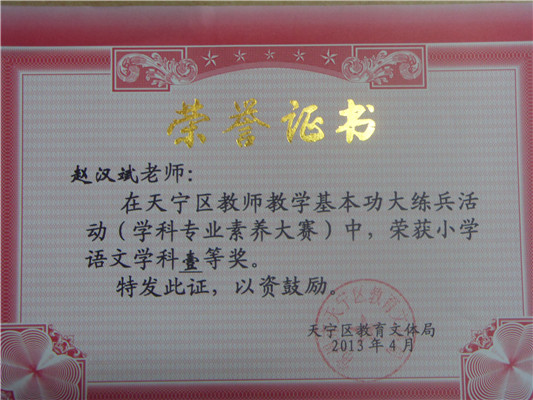 荣誉证书
赵汉斌老师：
在天宁区教师教学基本功大练兵活
动（学科专业素养大赛）中，荣获小学
语文学科壹等奖。
特发此证，以资鼓励。
天宁区教育文体局
2013年4月